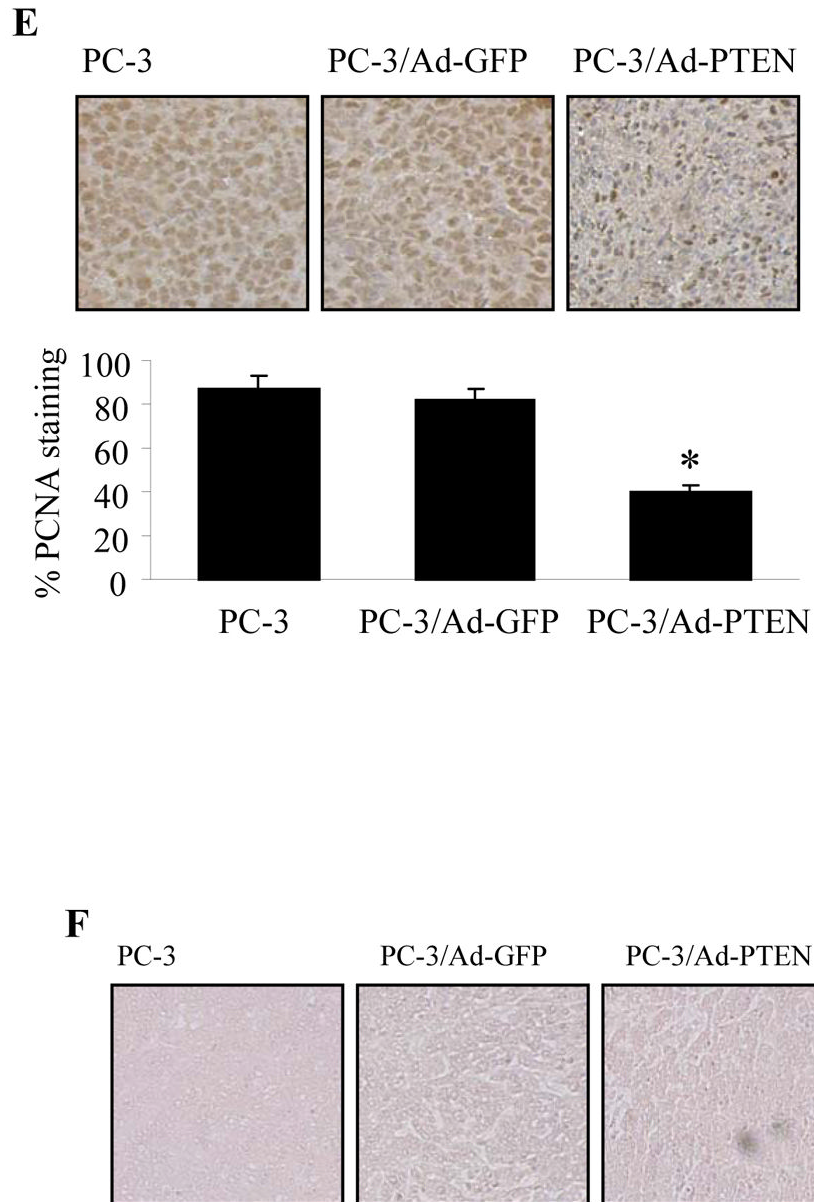 E
PC-3 PC-3/Ad-GFP PC-3/Ad-PTEN
% PCNA staining
100
80
60
40
20
0
*
PC-3 PC-3/Ad-GFP PC-3/Ad-PTEN
F
PC-3 PC-3/Ad-GFP PC-3/Ad-PTEN